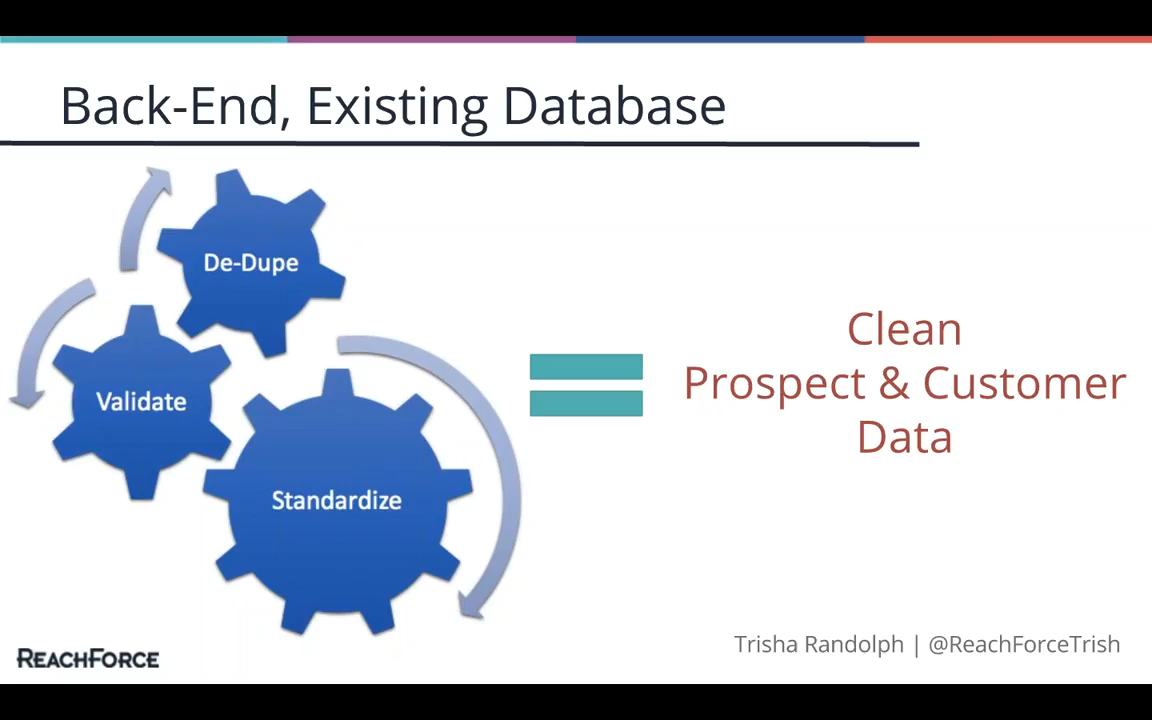 Back-End, Existing Database
De-Dupe
Validate
Standardize
Clean
Prospect & Customer
Data
REACHFORCE
Trisha Randolph | @ReachForceTrish